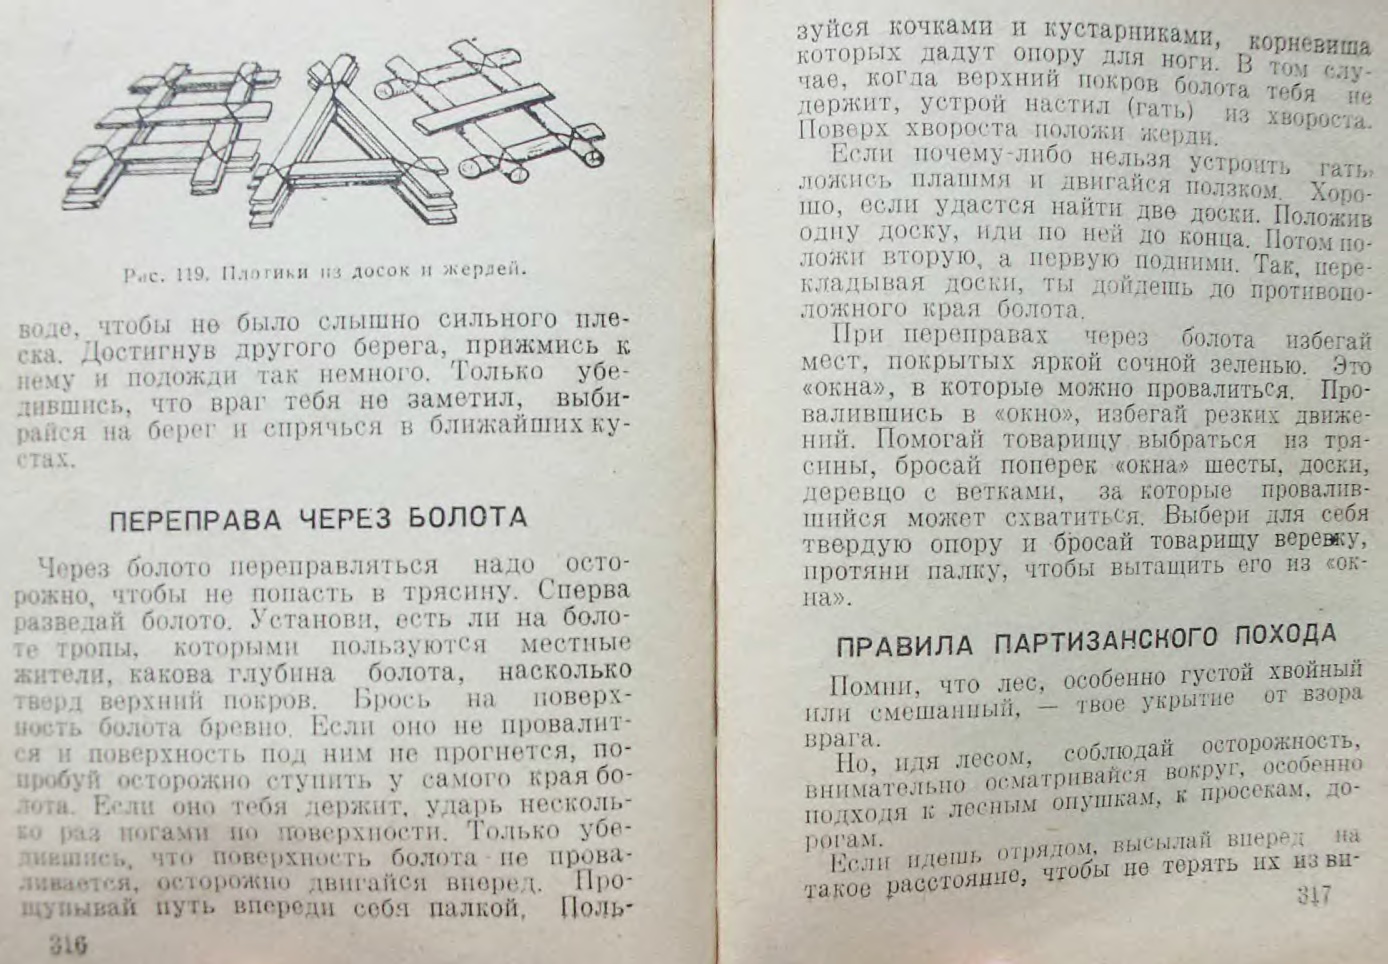 Рис. 119. Плотики из досок и жердей.
воде, чтобы не было слышно сильного пле-
ска. Достигнув другого берега, прижмись к
нему и подожди так немного. Только убе-
дившись, что враг тебя не заметил, выби-
райся на берег и спрячься в ближайших ку-
стах.
ПЕРЕПРАВА ЧЕРЕЗ БОЛОТА
Через болото переправляться надо осто-
рожно, чтобы не попасть в трясину. Сперва
разведай болото. Установи, есть ли на боло-
те тропы, которыми пользуются местные
жители, какова глубина болота, насколько
тверд верхний покров. Брось на поверх-
ность болота бревно. Если оно не провалит-
ся и поверхность под ним не прогнется, по-
пробуй осторожно ступить у самого края бо-
лота. Если оно тебя держит, ударь несколь-
ко раз ногами по поверхности. Только убе-
дившись, что поверхность болота не прова-
ливается, осторожно двигайся вперед. Про-
щупывай путь впереди себя палкой. Поль-
316
зуйся кочками и кустарниками, корневища
которых дадут опору для ноги. В том слу-
чае, когда верхний покров болота тебя не
держит, устрой настил (гать) из хвороста.
Поверх хвороста положи жерди.
Если почему-либо нельзя устроить гать,
ложись плашмя и двигайся ползком. Хоро-
шо, если удастся найти две доски. Положив
одну доску, иди по ней до конца. Потом по-
ложи вторую, а первую подними. Так, пере-
кладывая доски, ты дойдешь до противопо-
ложного края болота.
При переправах через болота избегай
мест, покрытых яркой сочной зеленью. Это
«окна», в которые можно провалиться. Про-
валившись в «окно», избегай резких движе-
ний. Помогай товарищу выбраться из тря-
сины, бросай поперек «окна» шесты, доски,
деревцо с ветками, за которые провалив-
шийся может схватиться. Выбери для себя
твердую опору и бросай товарищу веревку,
протяни палку, чтобы вытащить его из «ок-
на».
ПРАВИЛА ПАРТИЗАНСКОГО ПОХОДА
Помни, что лес, особенно густой хвойный
или смешанный, — твое укрытие от взора
врага.
Но, идя лесом, соблюдай осторожность,
внимательно осматривайся вокруг, особенно
подходя к лесным опушкам, к просекам, до-
рогам.
Если идешь отрядом, высылай вперед на
такое расстояние, чтобы не терять их из ви-
317